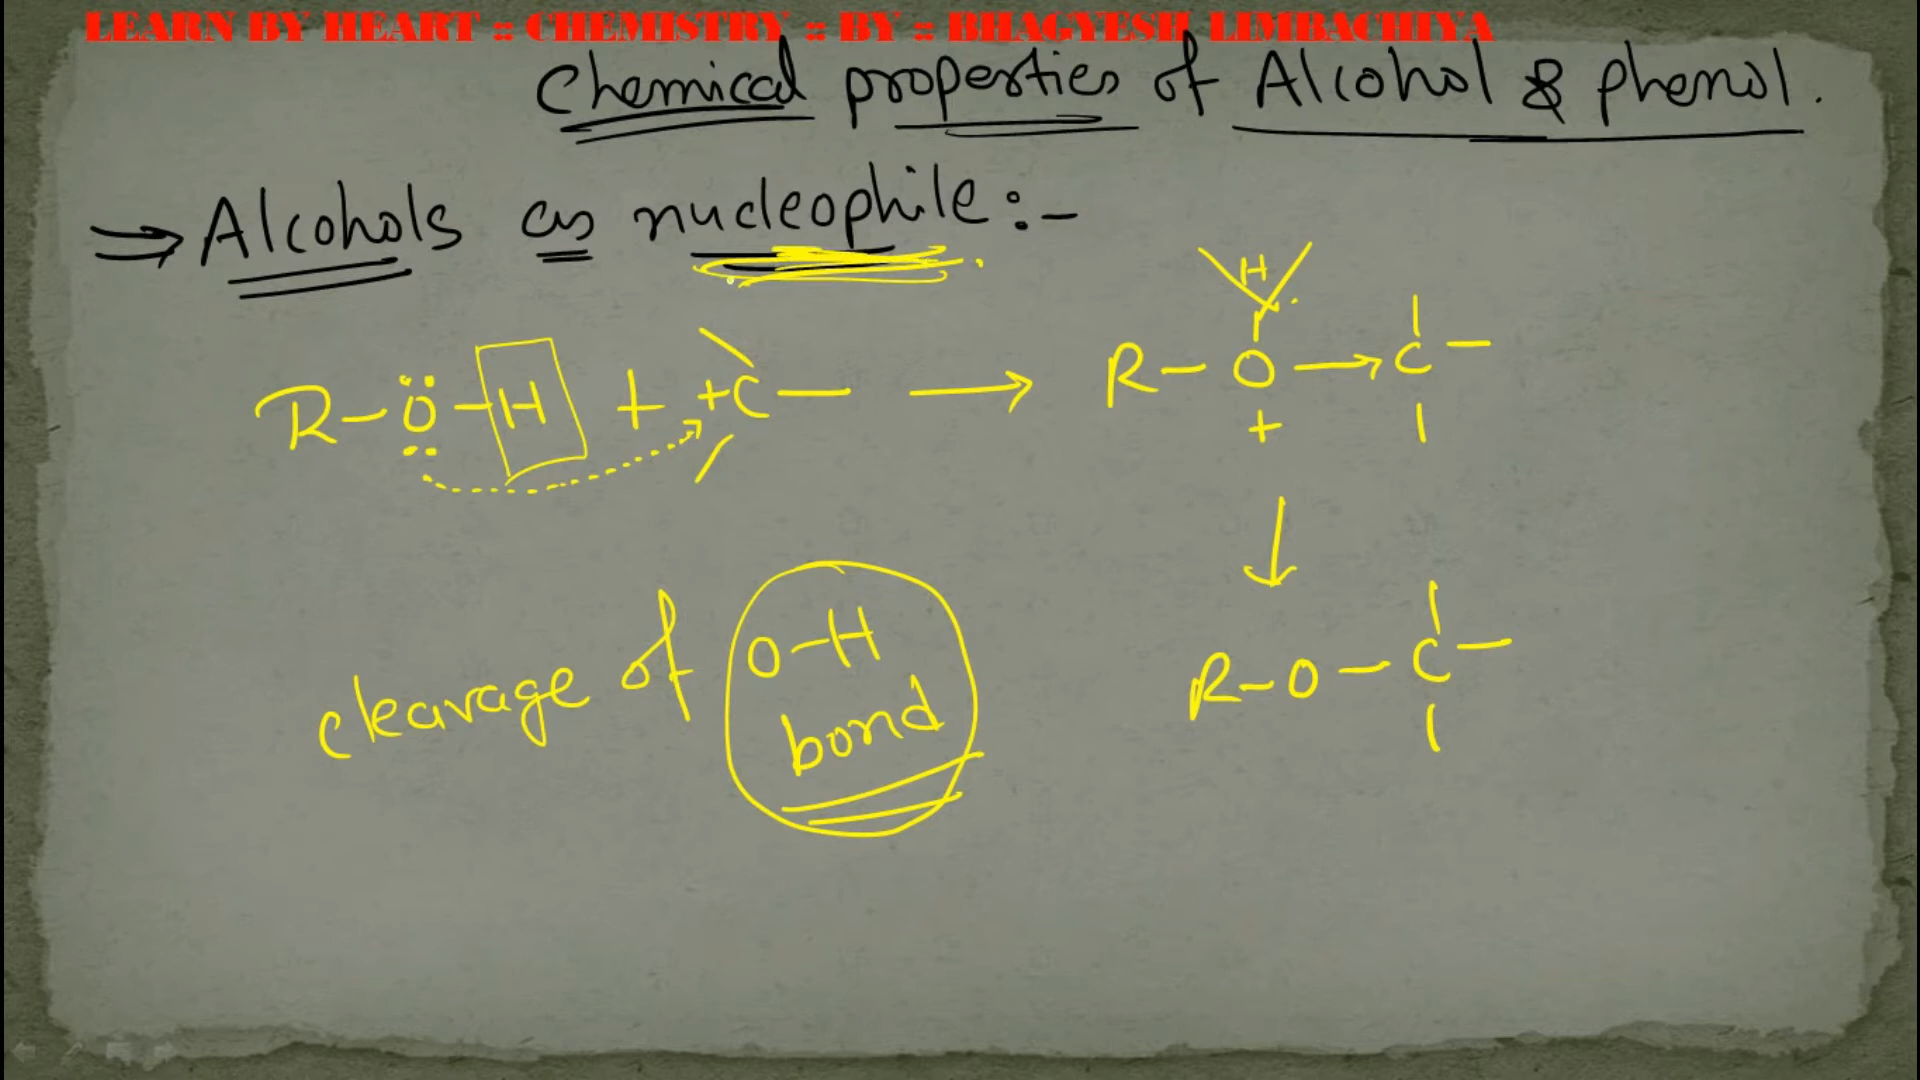 LEARN BY HEART :: CHEMISTRY :: BY :: BHAGYESH LIMBACHIYA
Chemical properties of Alcohol & phenol.
⇒ Alcohols as nucleophile:-
R-Ö-H + +C- → R-O→C-
H
+
↓
R-O-C-
cleavage of O-H
bond